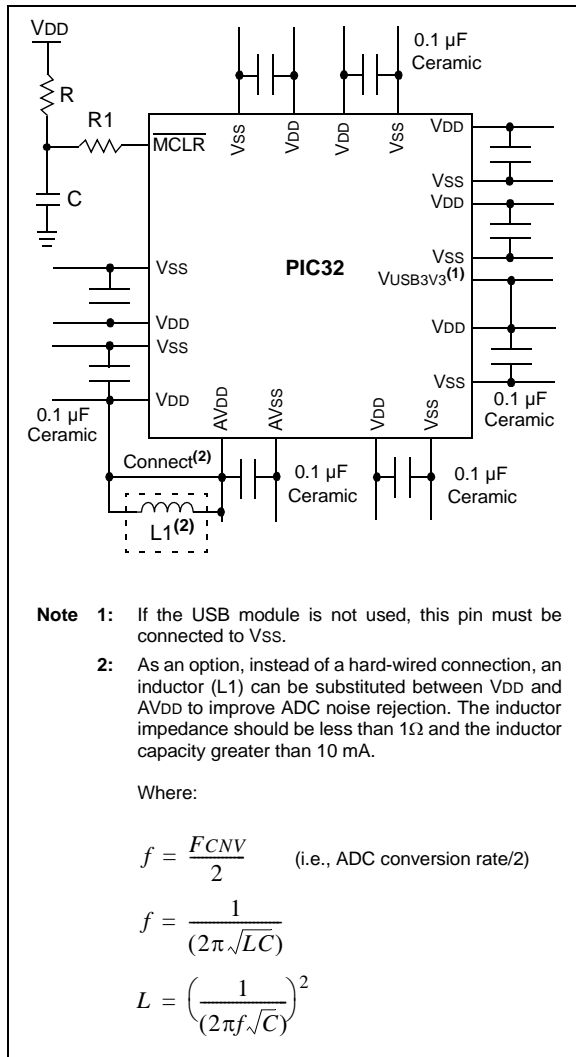 VDD
R
R1
C
MCLR
VSS
VDD
VDD
VSS
0.1 µF
Ceramic
VDD
VSS
VDD
VSS
VUSB3V3(1)
VDD
VSS
0.1 µF
Ceramic
PIC32
VSS
VDD
VSS
VDD
0.1 µF
Ceramic
AVDD
AVSS
VDD
VSS
Connect(2)
L1(2)
0.1 µF
Ceramic
0.1 µF
Ceramic
Note 1: If the USB module is not used, this pin must be
connected to VSS.
2: As an option, instead of a hard-wired connection, an
inductor (L1) can be substituted between VDD and
AVDD to improve ADC noise rejection. The inductor
impedance should be less than 1Ω and the inductor
capacity greater than 10 mA.
Where:
f = FCNV / 2 (i.e., ADC conversion rate/2)
f = 1 / (2π√LC)
L = (1 / (2πf√C))²